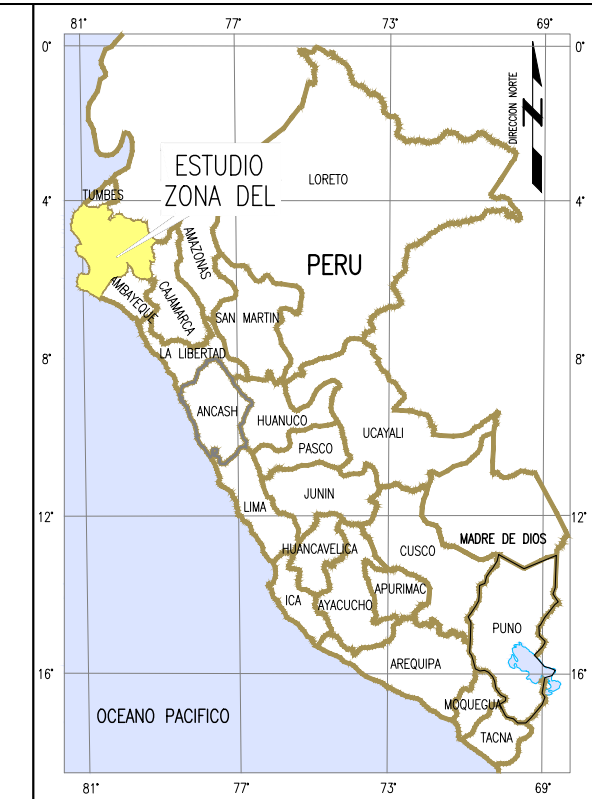 81°
77°
73°
69°
0°
DIRECCION NORTE
N
ESTUDIO
ZONA DEL
LORETO
TUMBES
4°
4°
AMAZONAS
PERU
AMBAYEQUE
CAJAMARCA
SAN MARTIN
LA LIBERTAD
8°
8°
ANCASH
HUANUCO
UCAYALI
PASCO
JUNIN
LIMA
12°
12°
MADRE DE DIOS
HUANCAVELICA
CUSCO
APURIMAC
ICA
AYACUCHO
PUNO
AREQUIPA
16°
16°
MOQUEGUA
OCEANO PACIFICO
TACNA
81°
77°
73°
69°